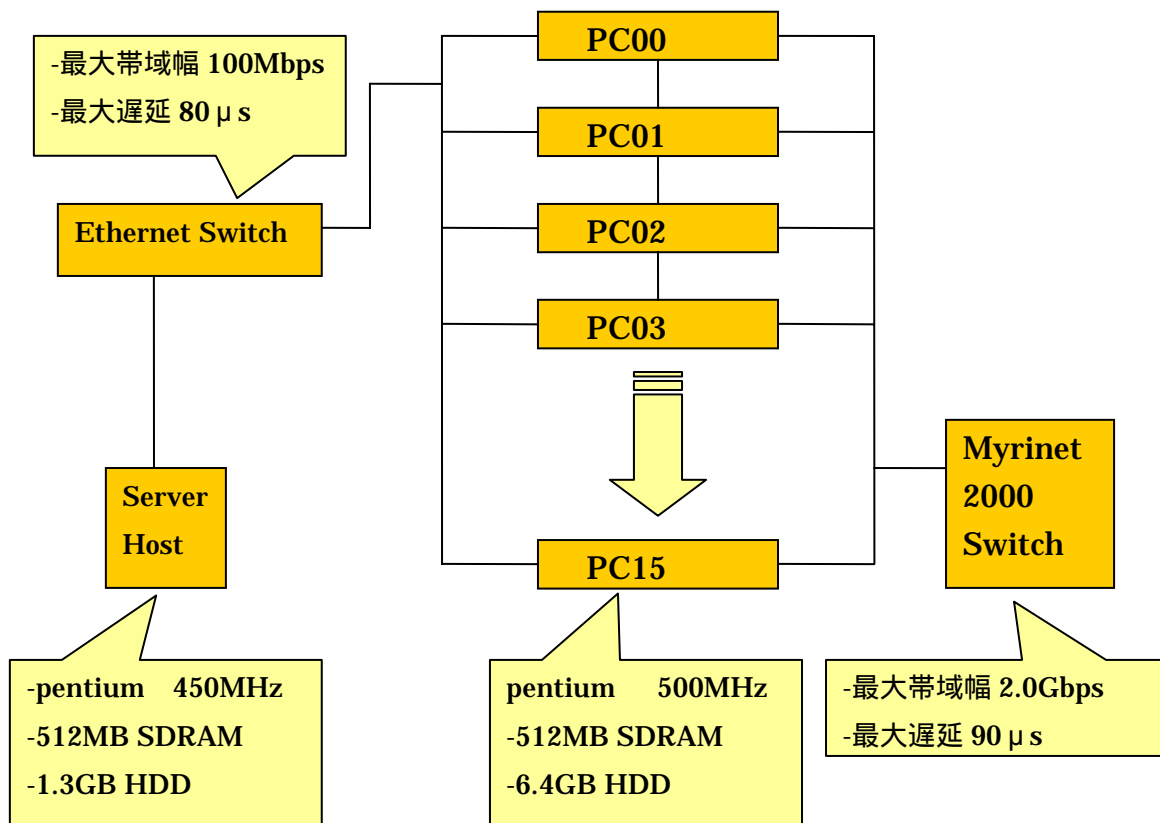 -最大帯域幅 100Mbps
-最大遅延 80μs
Ethernet Switch
Server
Host
-pentium 450MHz
-512MB SDRAM
-1.3GB HDD
PC00
PC01
PC02
PC03
PC15
pentium 500MHz
-512MB SDRAM
-6.4GB HDD
Myrinet
2000
Switch
-最大帯域幅 2.0Gbps
-最大遅延 90μs